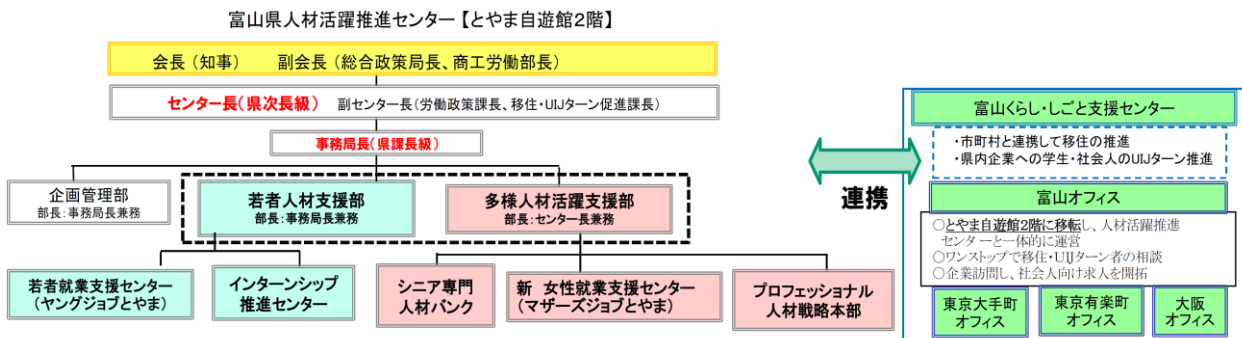 富山県人材活躍推進センター【とやま自遊館2階】
会長（知事）　　副会長（総合政策局長、商工労働部長）
センター長（県次長級）　副センター長（労働政策課長、移住・UIJターン促進課長）
事務局長（県課長級）
企画管理部
部長：事務局長兼務
若者人材支援部
部長：事務局長兼務
多様人材活躍支援部
部長：センター長兼務
若者就業支援センター
（ヤングジョブとやま）
インターンシップ
推進センター
シニア専門
人材バンク
新　女性就業支援センター
（マザーズジョブとやま）
プロフェッショナル
人材戦略本部
連携
富山くらし・しごと支援センター
・市町村と連携して移住の推進
・県内企業への学生・社会人のUIJターン推進
富山オフィス
○とやま自遊館2階に移転し、人材活躍推進
センターと一体的に運営
○ワンストップで移住・UIJターン者の相談
○企業訪問し、社会人向け求人を開拓
東京大手町
オフィス
東京有楽町
オフィス
大阪
オフィス